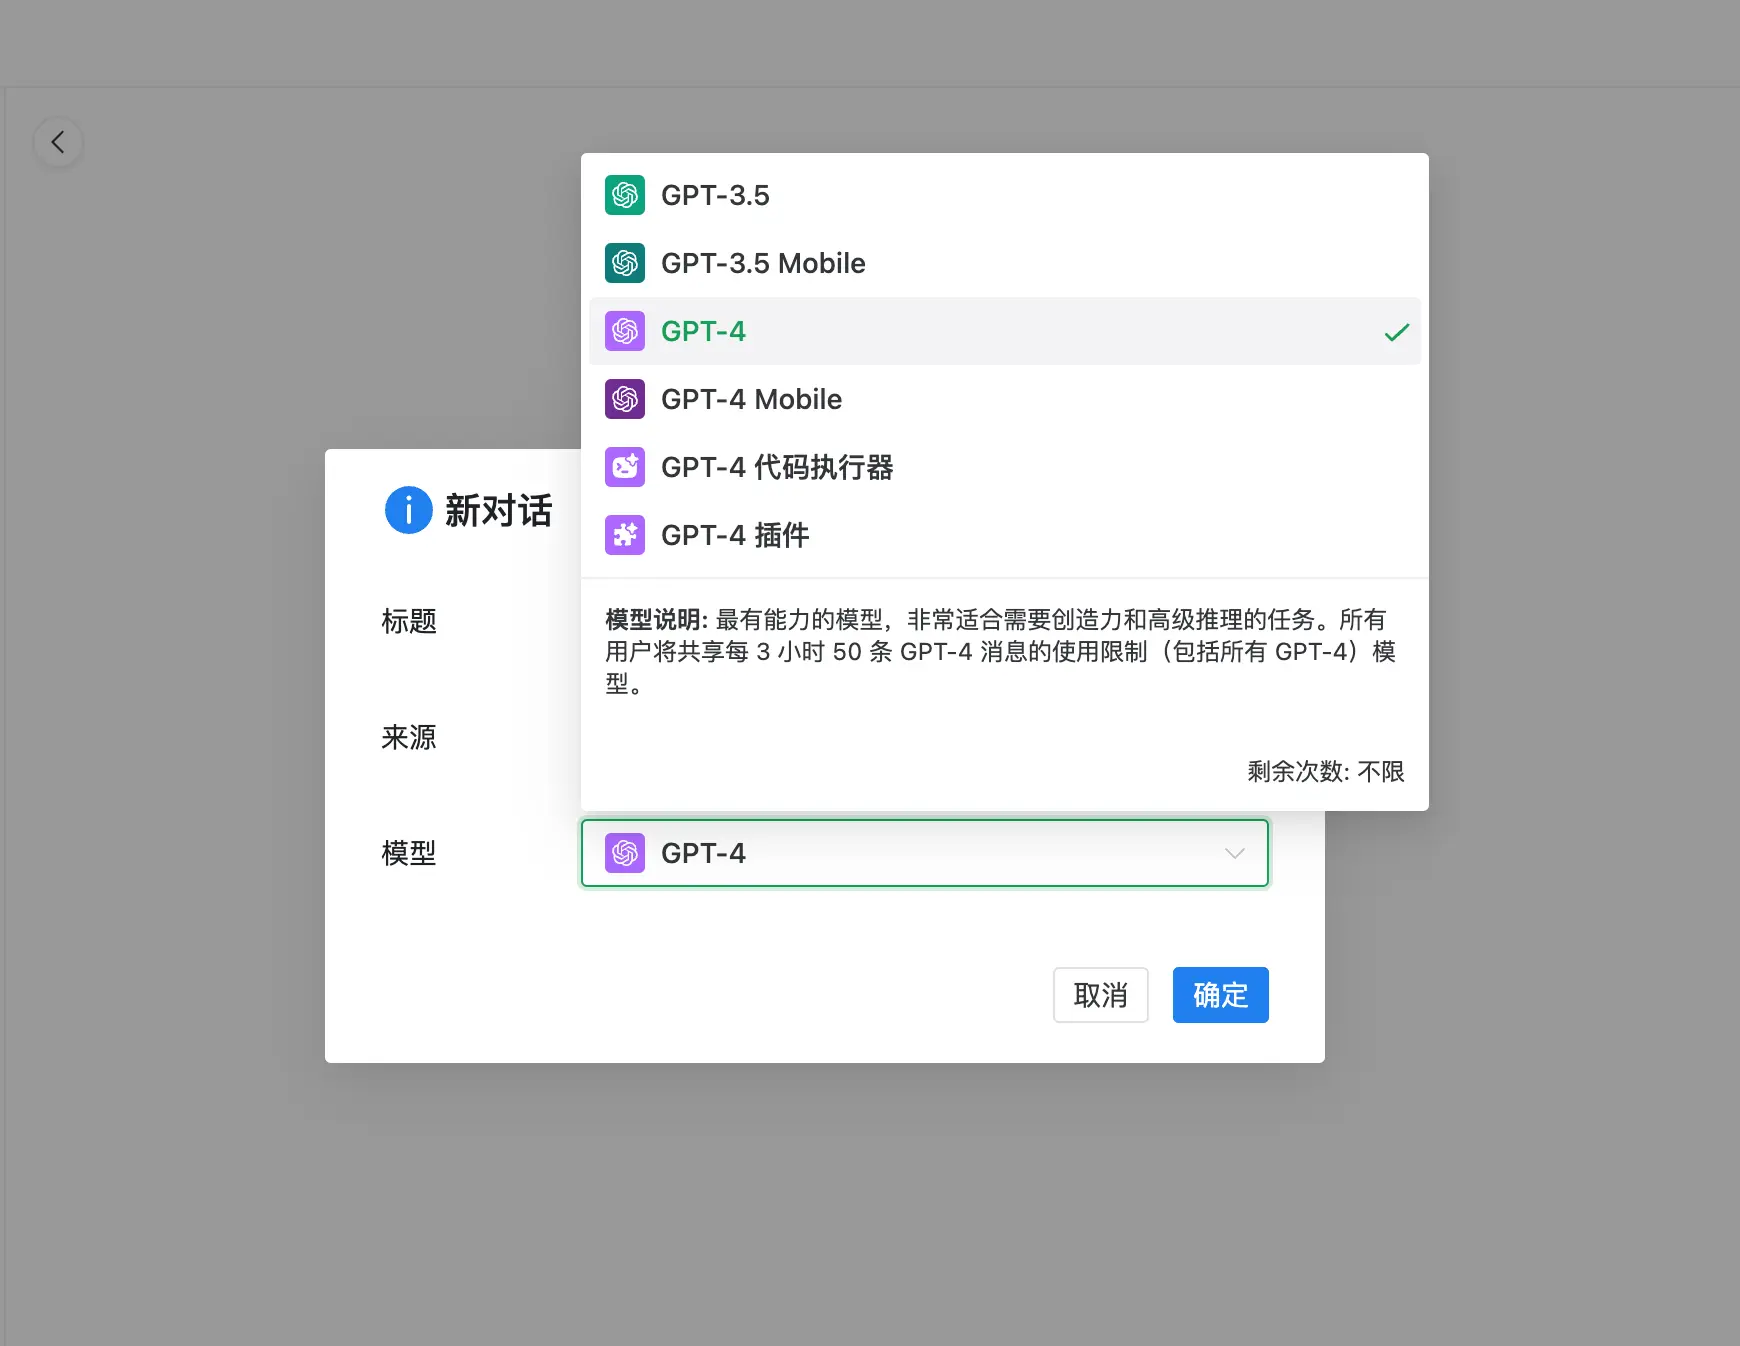 GPT-3.5
GPT-3.5 Mobile
GPT-4
GPT-4 Mobile
GPT-4 代码执行器
GPT-4 插件
模型说明: 最有能力的模型，非常适合需要创造力和高级推理的任务。所有
用户将共享每 3 小时 50 条 GPT-4 消息的使用限制（包括所有 GPT-4）模
型。
剩余次数: 不限
新对话
标题
来源
模型
GPT-4
取消
确定